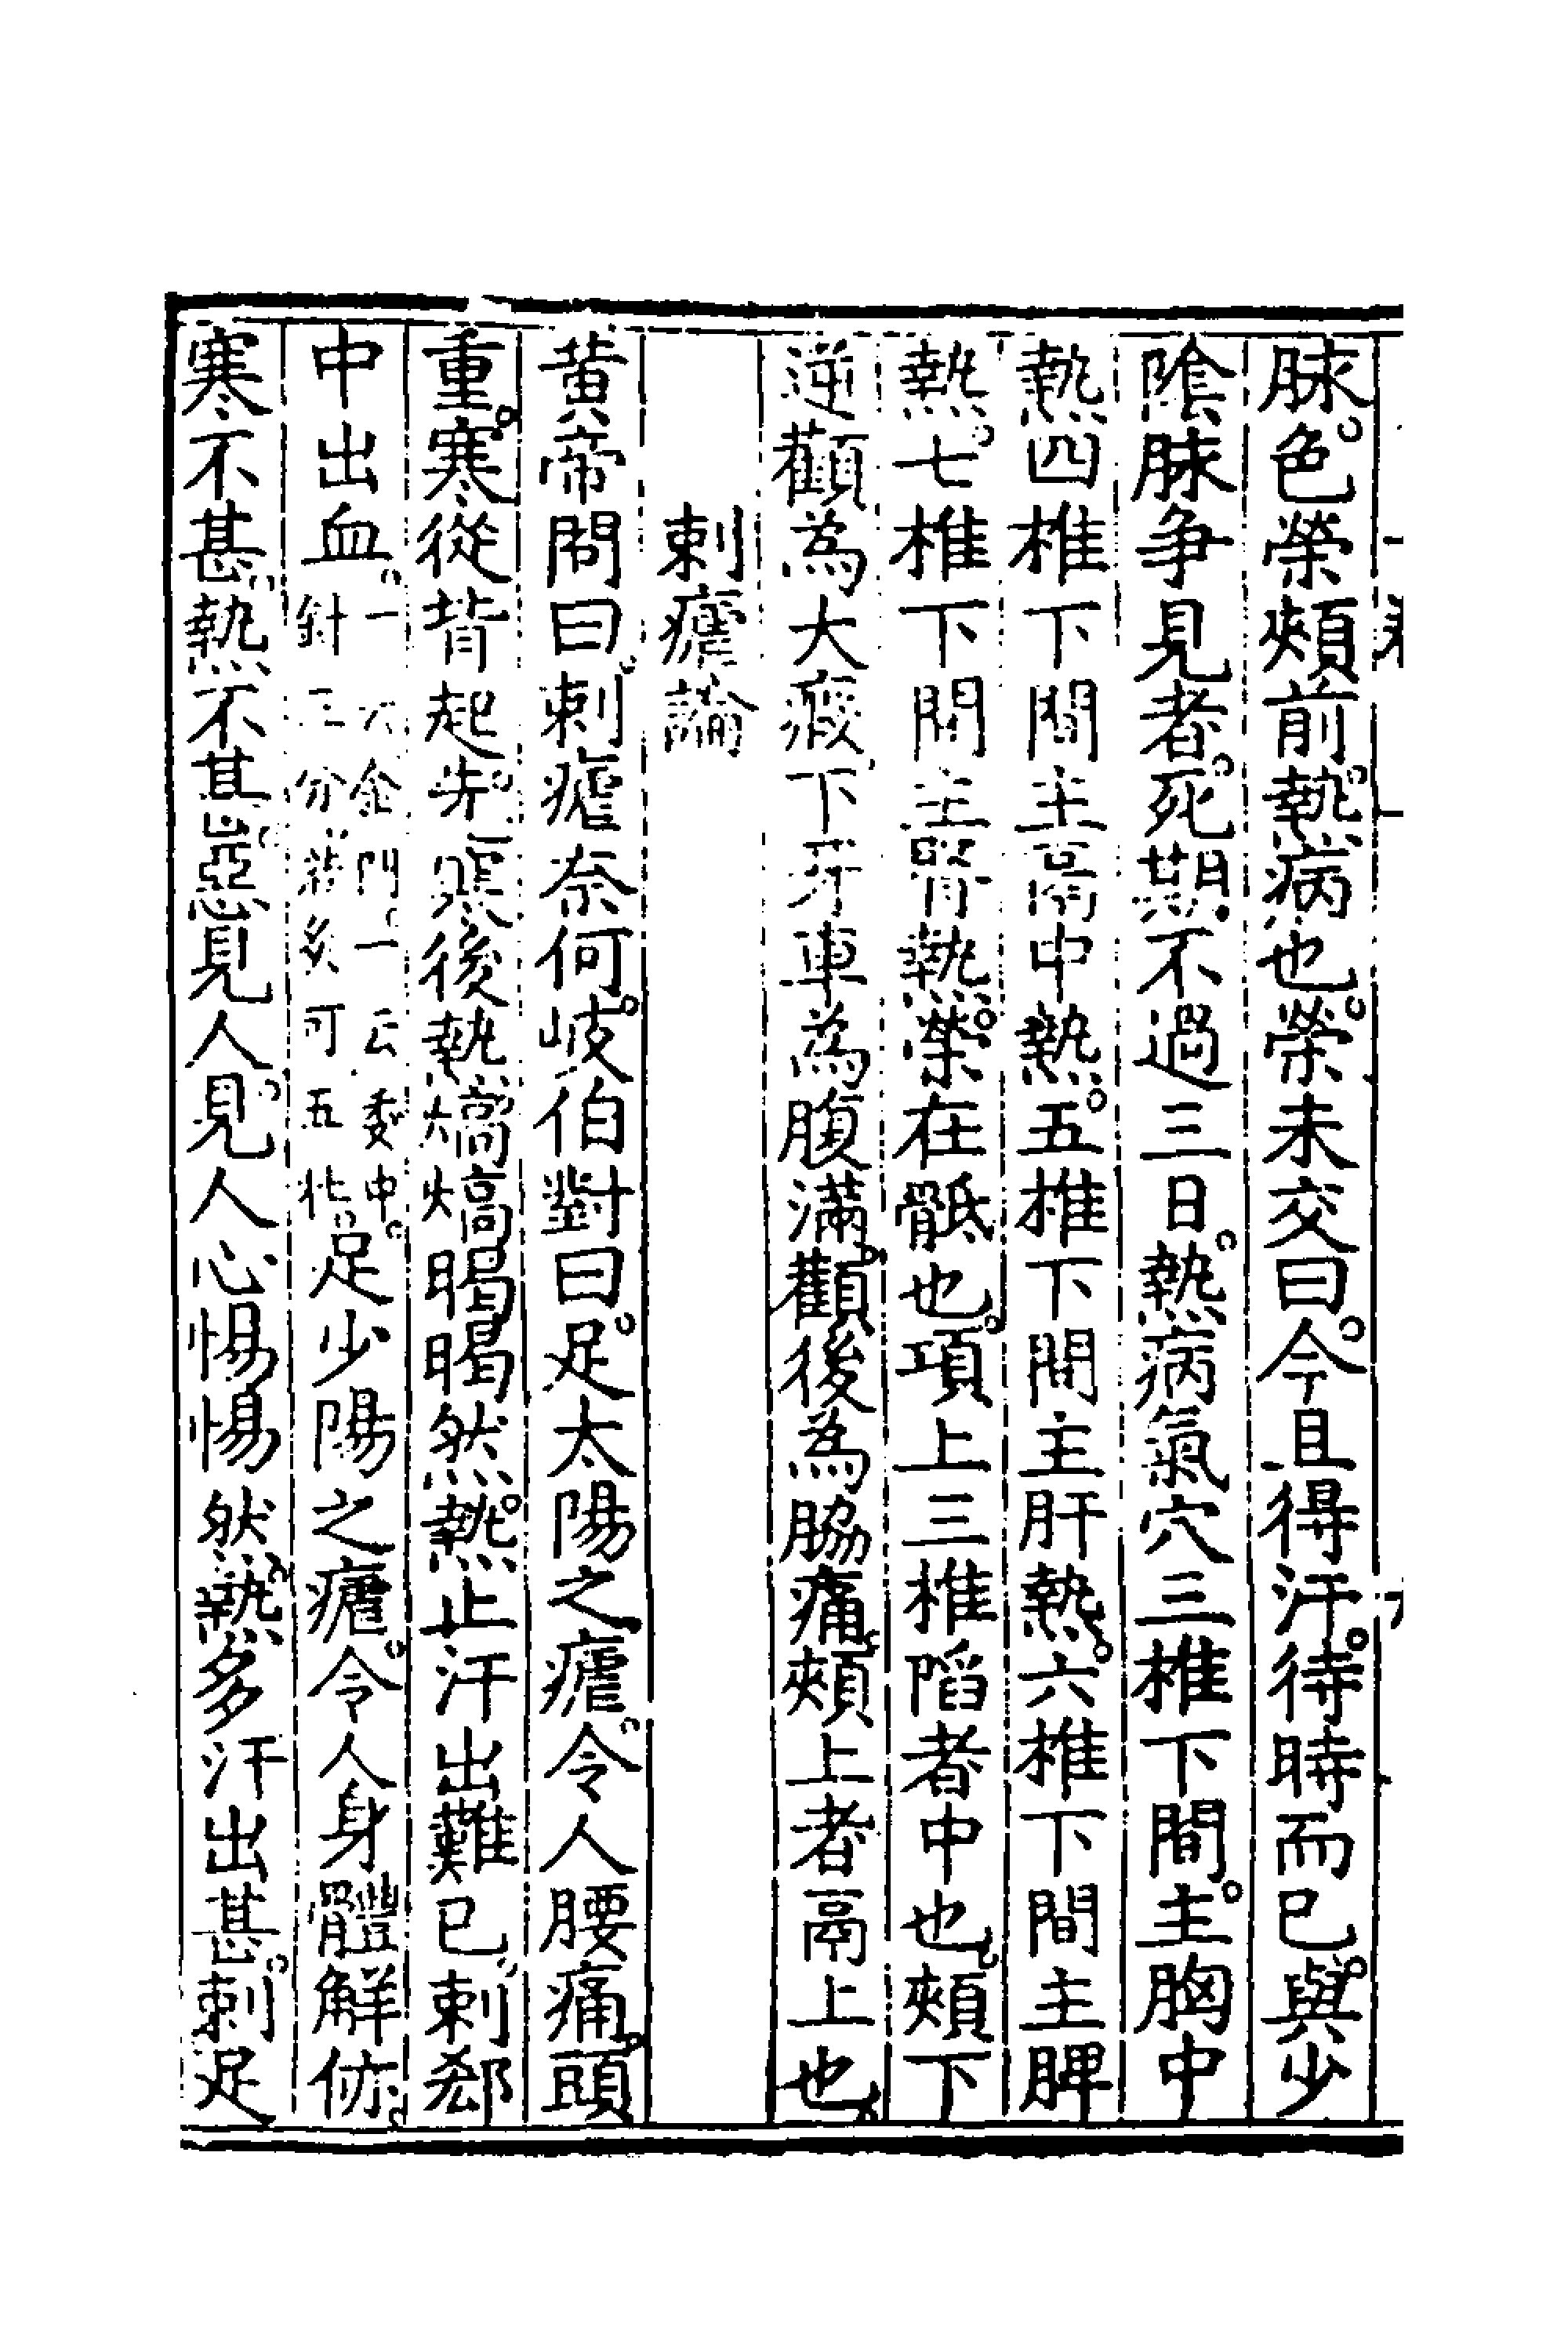 脉。色榮頰前。熱病也。榮未交曰。今且得汗。待時而已。與少
隂脉争見者。死期不過三日。熱病氣穴三椎下間。主胸中
熱四椎下間主鬲中熱。五椎下間主肝熱。六椎下間主脾
熱。七椎下間主腎熱。榮在骶也。項上三椎陷者中也。頰下
逆顴為大瘕下牙車為腹滿。顴後為脇痛。頰上者鬲上也。
刺瘧論
黄帝問曰。刺瘧奈何。岐伯對曰。足太陽之瘧。令人腰痛。頭
重。寒從背起。先寒後熱熇熇暍暍然。熱止汗出難已。刺郄
中出血。一云金門。一云委中。針三分若灸可五壯。足少陽之瘧。令人身體解㑊。
寒不甚。熱不甚。惡見人。見人心惕惕然。熱多汗出甚。刺足